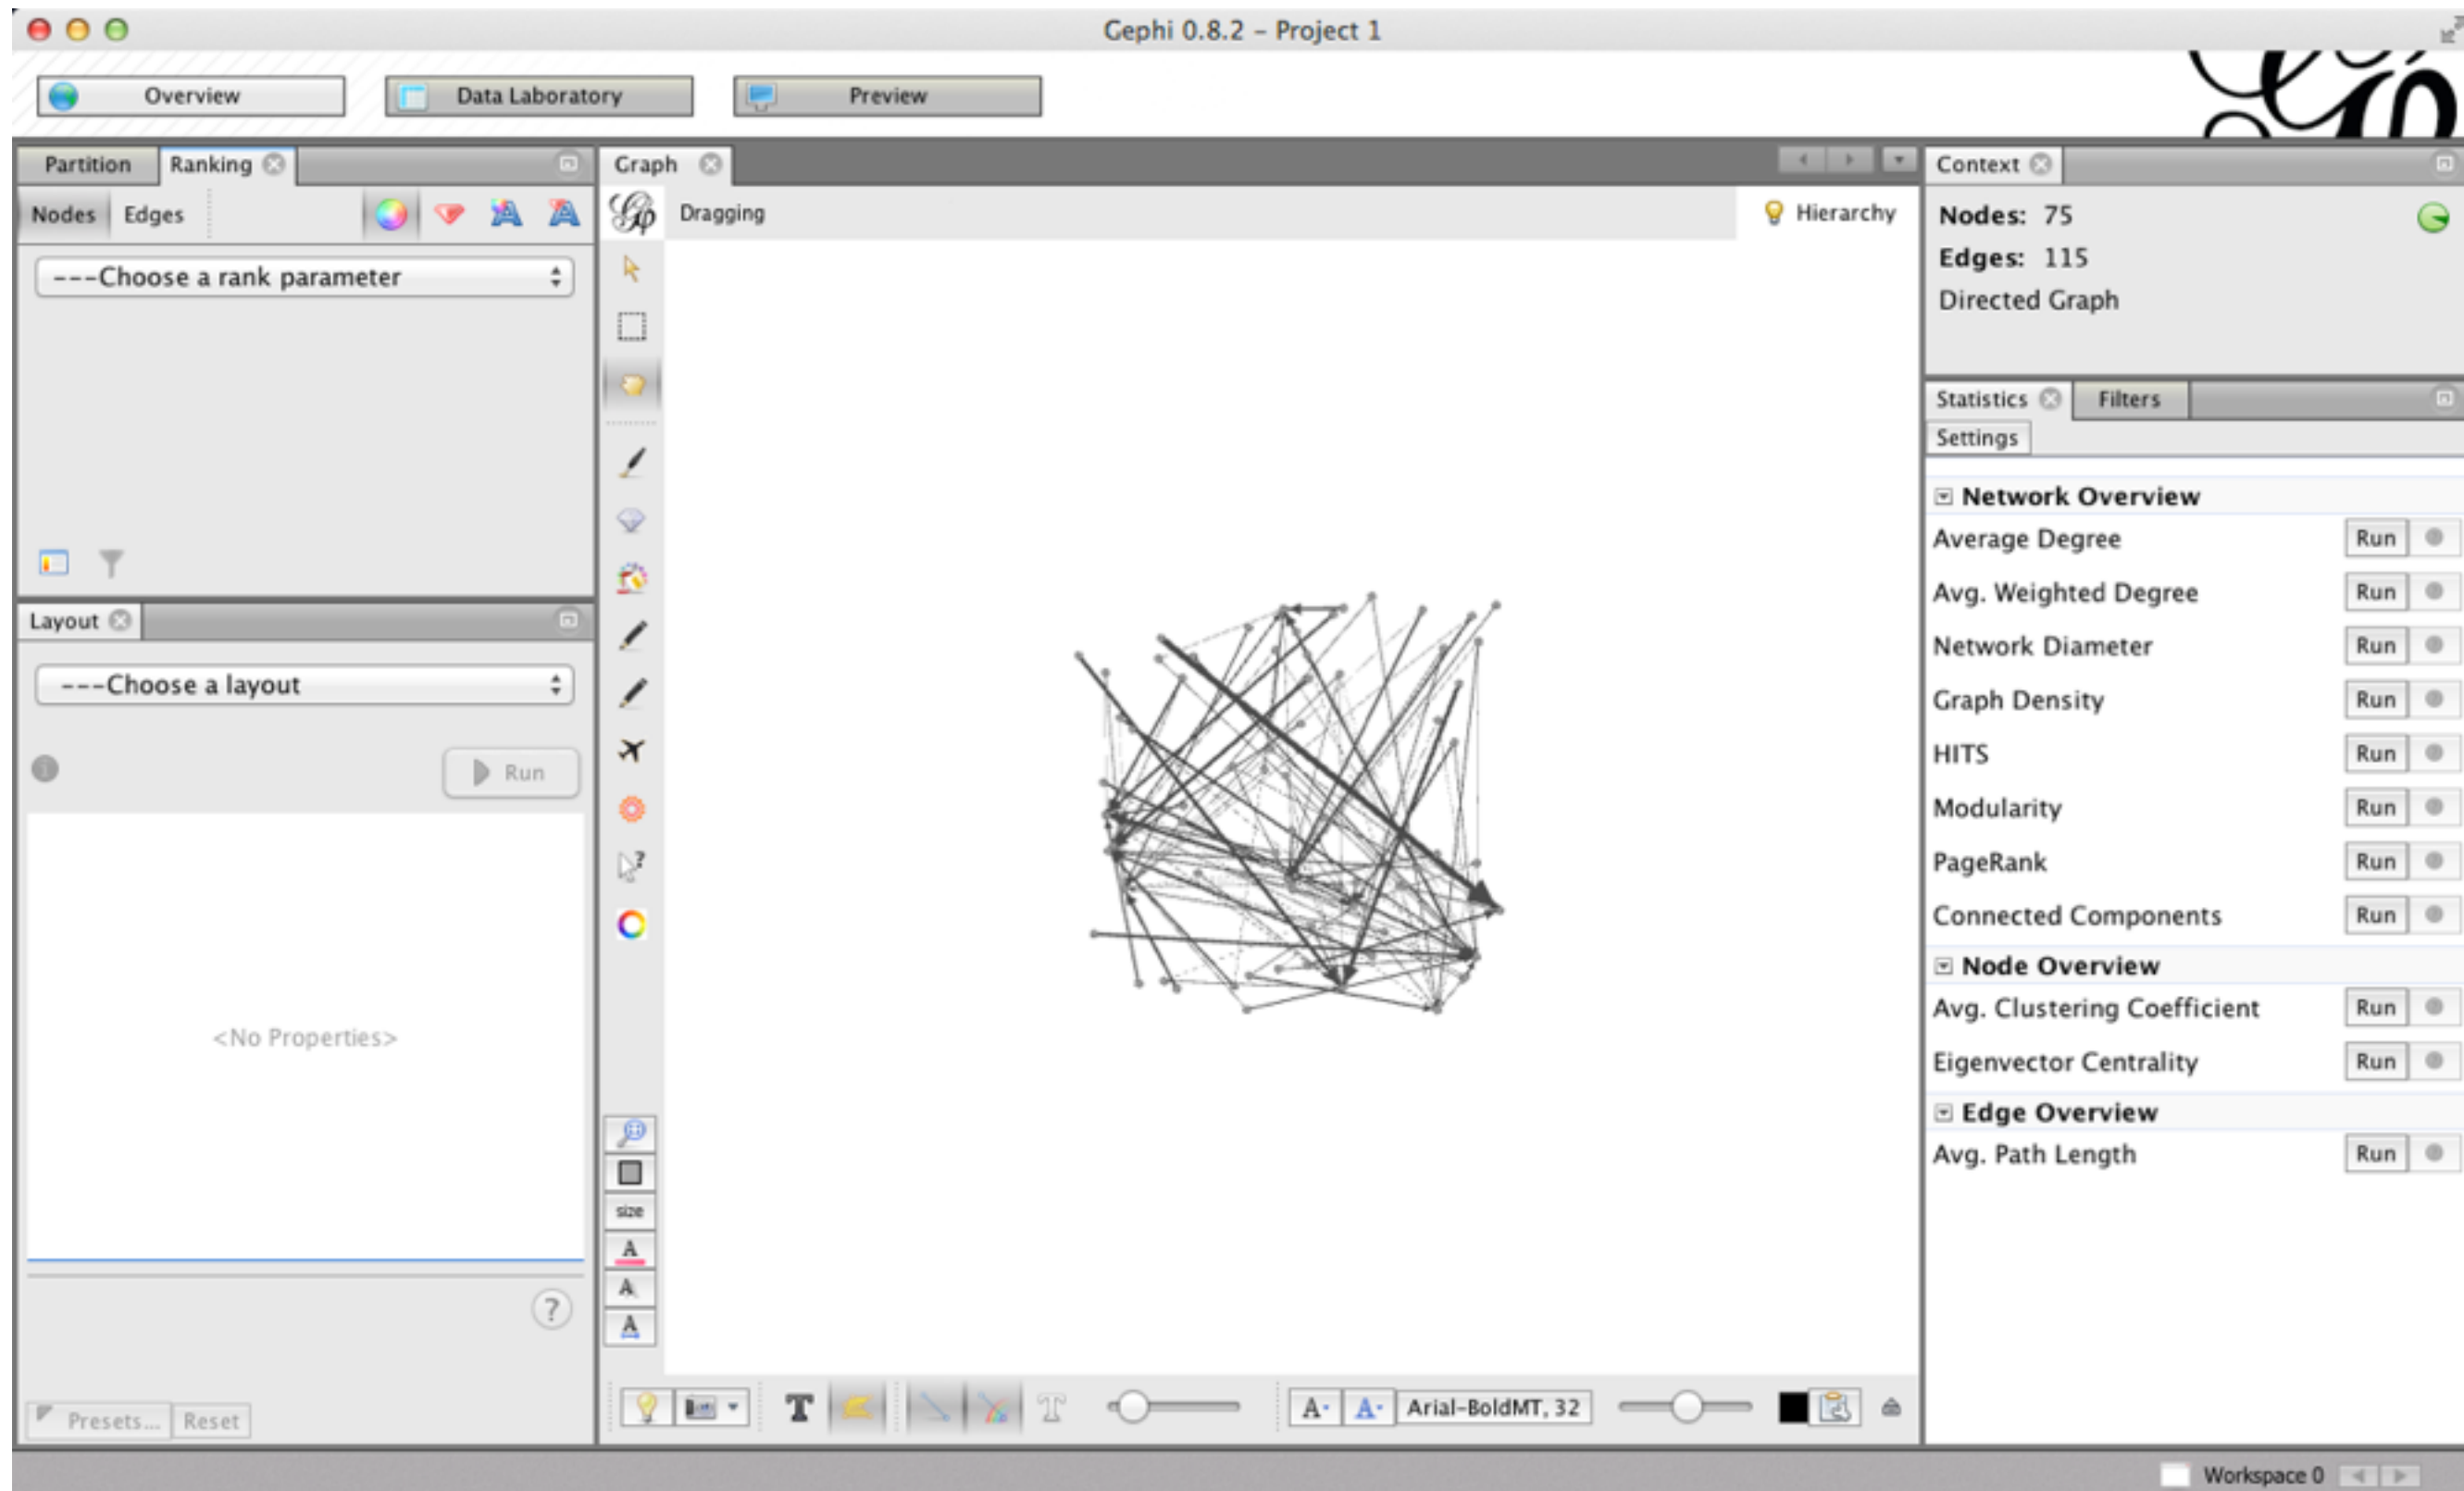 Gephi 0.8.2 – Project 1
Overview
Data Laboratory
Preview
Partition
Ranking
Nodes
Edges
---Choose a rank parameter
Layout
---Choose a layout
Run
<No Properties>
?
Presets...
Reset
Graph
Dragging
Hierarchy
size
A
A
A
T
T
A
A
Arial-BoldMT, 32
Context
Nodes: 75
Edges: 115
Directed Graph
Statistics
Filters
Settings
Network Overview
Average Degree Run
Avg. Weighted Degree Run
Network Diameter Run
Graph Density Run
HITS Run
Modularity Run
PageRank Run
Connected Components Run
Node Overview
Avg. Clustering Coefficient Run
Eigenvector Centrality Run
Edge Overview
Avg. Path Length Run
Workspace 0